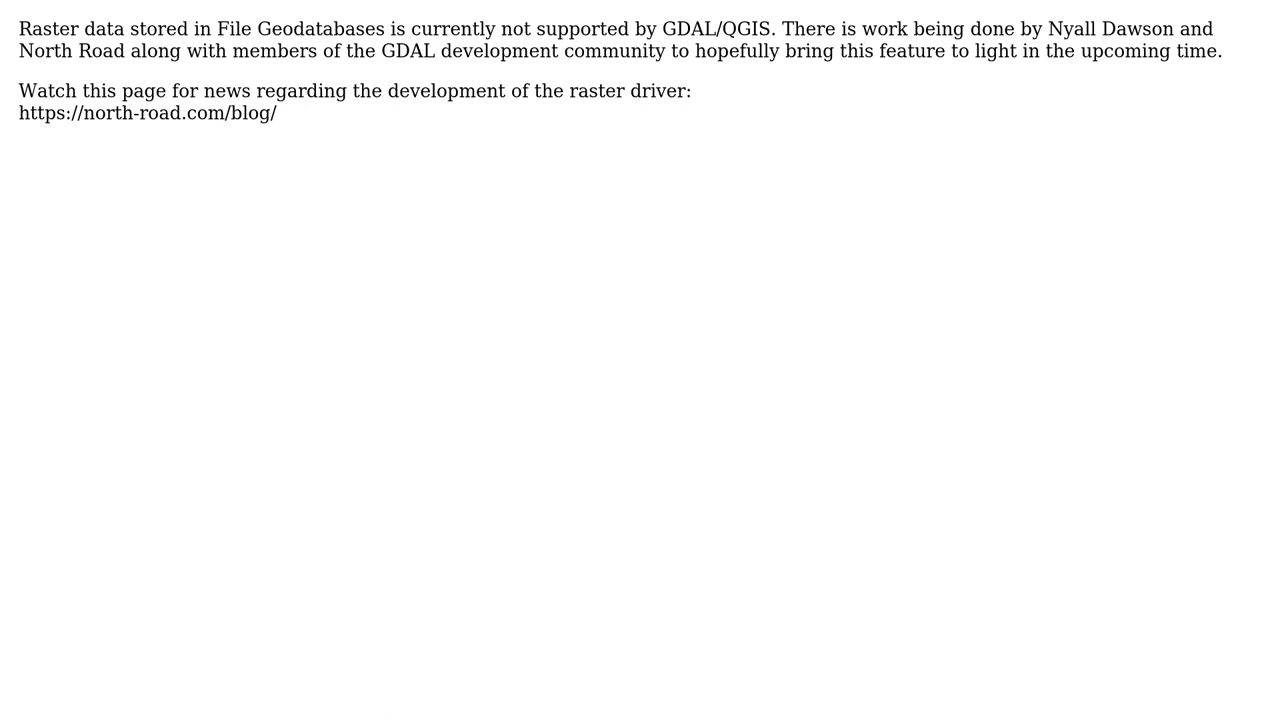 Raster data stored in File Geodatabases is currently not supported by GDAL/QGIS. There is work being done by Nyall Dawson and
North Road along with members of the GDAL development community to hopefully bring this feature to light in the upcoming time.
Watch this page for news regarding the development of the raster driver:
https://north-road.com/blog/